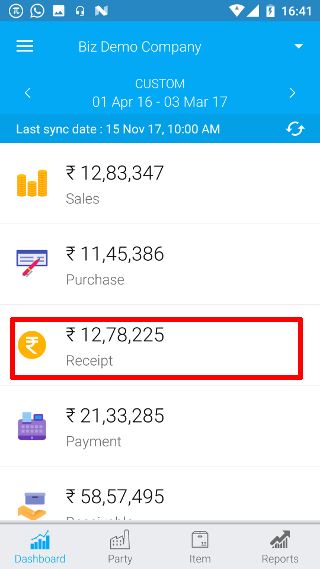 16:41
Biz Demo Company
CUSTOM
01 Apr 16 - 03 Mar 17
Last sync date : 15 Nov 17, 10:00 AM
₹ 12,83,347
Sales
₹ 11,45,386
Purchase
₹ 12,78,225
Receipt
₹ 21,33,285
Payment
₹ 58,57,495
Receivable
Dashboard
Party
Item
Reports